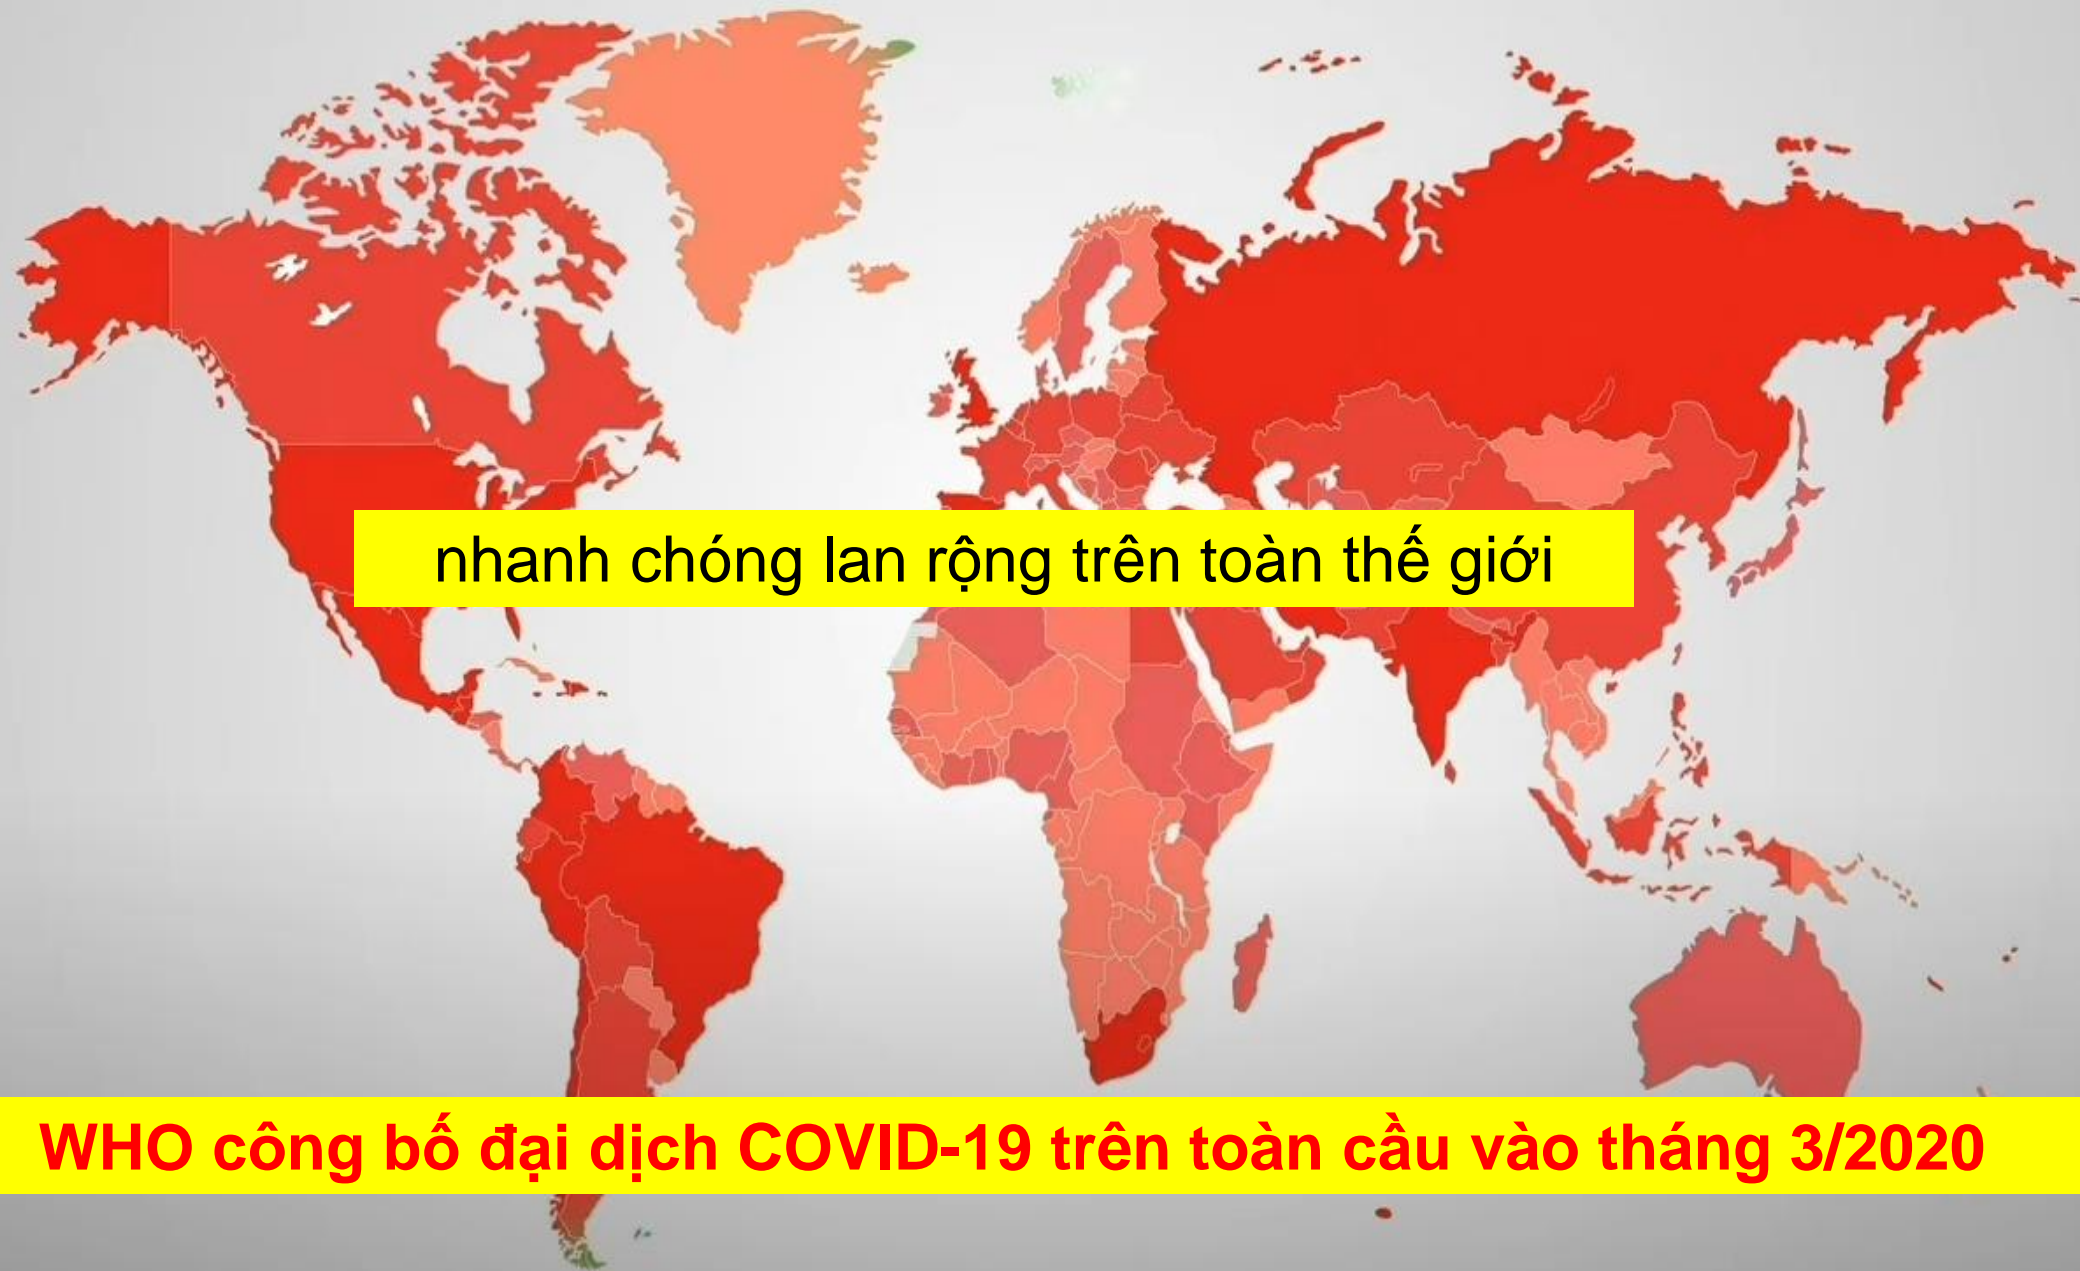 nhanh chóng lan rộng trên toàn thế giới
WHO công bố đại dịch COVID-19 trên toàn cầu vào tháng 3/2020